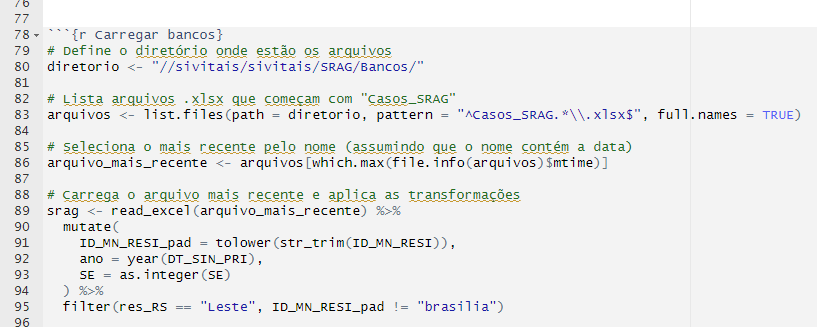 76
77
78 ```{r Carregar bancos}
79 # Define o diretório onde estão os arquivos
80 diretorio <- "//sivitais/sivitais/SRAG/Bancos/"
81
82 # Lista arquivos .xlsx que começam com "Casos_SRAG"
83 arquivos <- list.files(path = diretorio, pattern = "^Casos_SRAG.*\\.xlsx$", full.names = TRUE)
84
85 # Seleciona o mais recente pelo nome (assumindo que o nome contém a data)
86 arquivo_mais_recente <- arquivos[which.max(file.info(arquivos)$mtime)]
87
88 # Carrega o arquivo mais recente e aplica as transformações
89 srag <- read_excel(arquivo_mais_recente) %>%
90   mutate(
91     ID_MN_RESI_pad = tolower(str_trim(ID_MN_RESI)),
92     ano = year(DT_SIN_PRI),
93     SE = as.integer(SE)
94   ) %>%
95   filter(res_RS == "Leste", ID_MN_RESI_pad != "brasilia")
96